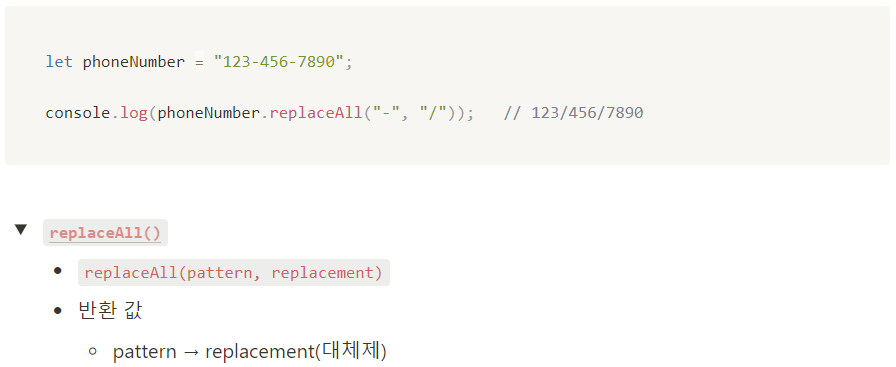 let phoneNumber = "123-456-7890";
console.log(phoneNumber.replaceAll("-", "/"));   // 123/456/7890
replaceAll()
replaceAll(pattern, replacement)
반환 값
pattern → replacement(대체제)